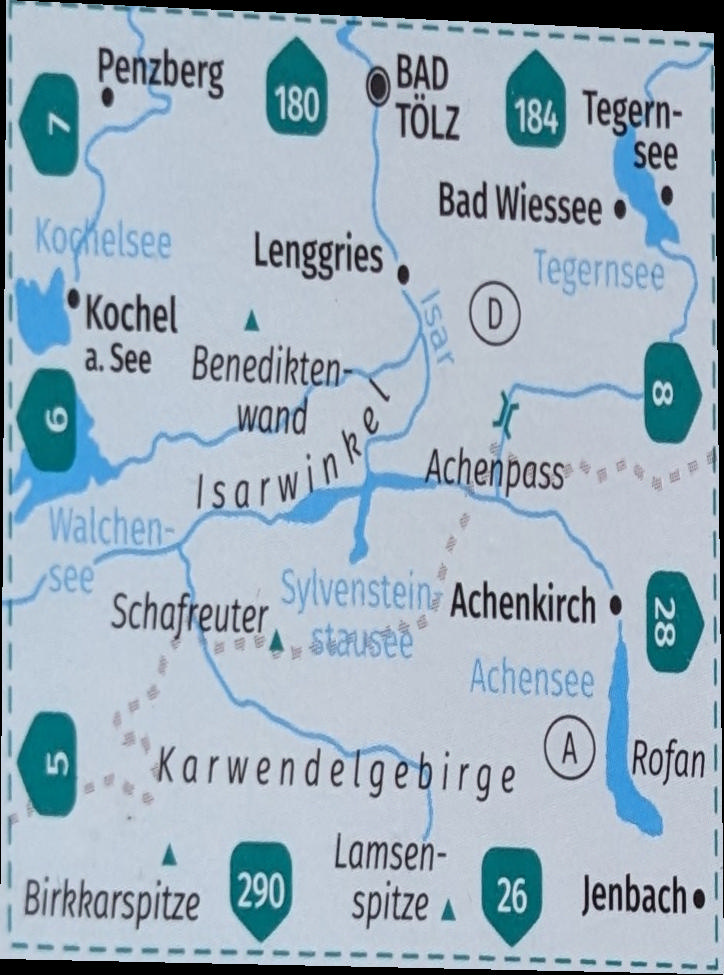 Penzberg
7
180
BAD
TÖLZ
184
Tegern-
see
Bad Wiessee
Kochelsee
Lenggries
Tegernsee
Kochel
a. See
Isar
D
Benedikten-
wand
8
6
Isarwinkel
Achenpass
Walchen-
see
Sylvenstein-
stausee
Schafreuter
Achenkirch
28
Achensee
5
Karwendelgebirge
A
Rofan
Birkkarspitze
290
Lamsen-
spitze
26
Jenbach